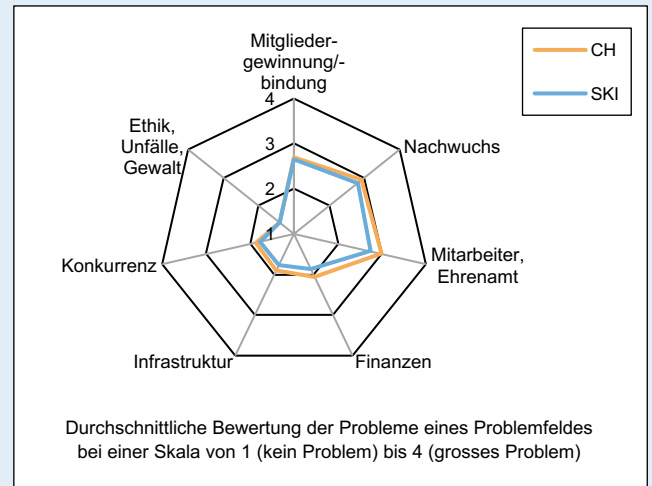 Mitglieder-
gewinnung/-
bindung
CH
SKI
4
3
2
1
Ethik,
Unfälle,
Gewalt
Nachwuchs
Konkurrenz
Mitarbeiter,
Ehrenamt
Infrastruktur
Finanzen
Durchschnittliche Bewertung der Probleme eines Problemfeldes
bei einer Skala von 1 (kein Problem) bis 4 (grosses Problem)